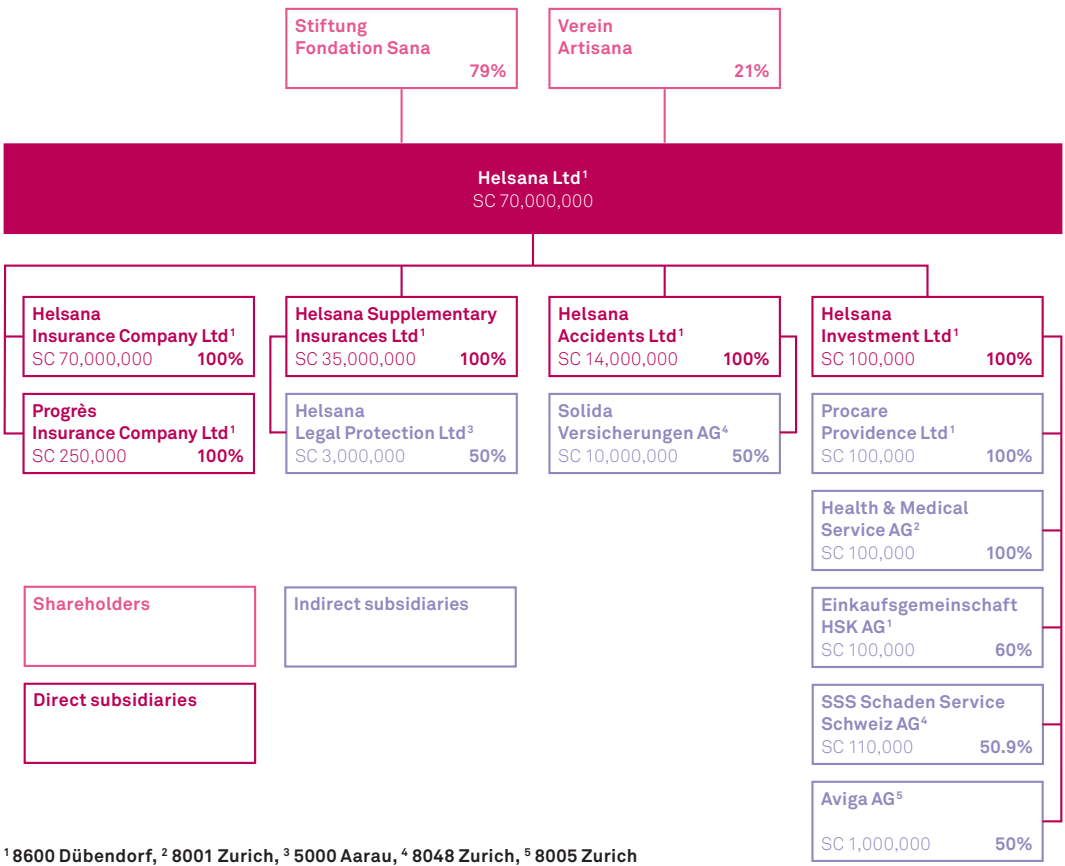 Stiftung
Fondation Sana
79%
Verein
Artisana
21%
Helsana Ltd¹
SC 70,000,000
Helsana
Insurance Company Ltd¹
SC 70,000,000 100%
Helsana Supplementary
Insurances Ltd¹
SC 35,000,000 100%
Helsana
Accidents Ltd¹
SC 14,000,000 100%
Helsana
Investment Ltd¹
SC 100,000 100%
Progrès
Insurance Company Ltd¹
SC 250,000 100%
Helsana
Legal Protection Ltd³
SC 3,000,000 50%
Solida
Versicherungen AG⁴
SC 10,000,000 50%
Procare
Providence Ltd¹
SC 100,000 100%
Health & Medical
Service AG²
SC 100,000 100%
Einkaufsgemeinschaft
HSK AG¹
SC 100,000 60%
SSS Schaden Service
Schweiz AG⁴
SC 110,000 50.9%
Aviga AG⁵
SC 1,000,000 50%
Shareholders
Indirect subsidiaries
Direct subsidiaries
¹ 8600 Dübendorf, ² 8001 Zurich, ³ 5000 Aarau, ⁴ 8048 Zurich, ⁵ 8005 Zurich